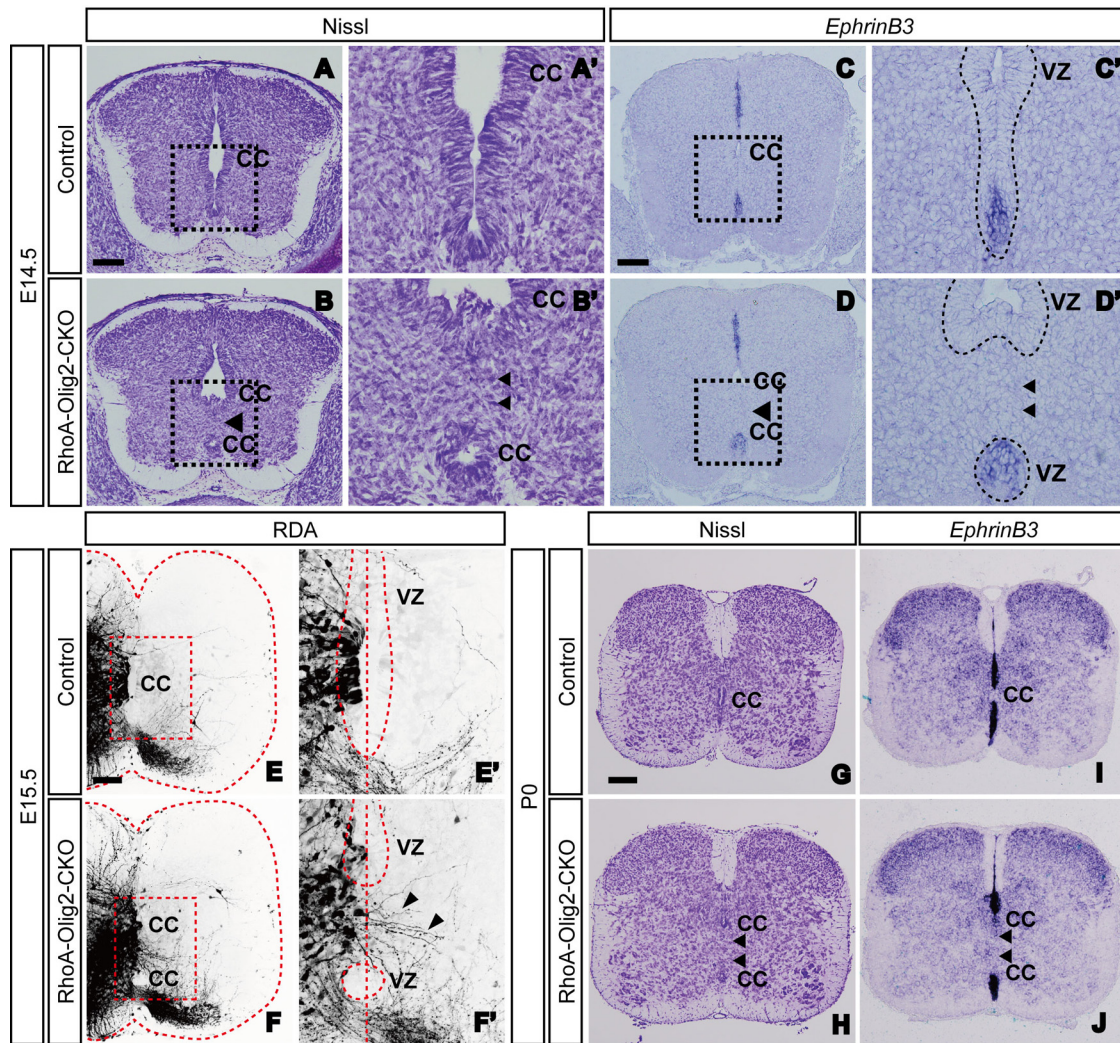 Nissl
EphrinB3
E14.5
Control
A
CC
A'
CC
C
CC
C'
VZ
RhoA-Olig2-CKO
B
CC
CC
B'
CC
CC
D
CC
CC
D'
VZ
VZ
RDA
Nissl
EphrinB3
E15.5
Control
CC
E
VZ
E'
P0
Control
CC
G
CC
I
RhoA-Olig2-CKO
CC
CC
F
VZ
VZ
F'
RhoA-Olig2-CKO
CC
CC
H
CC
CC
J